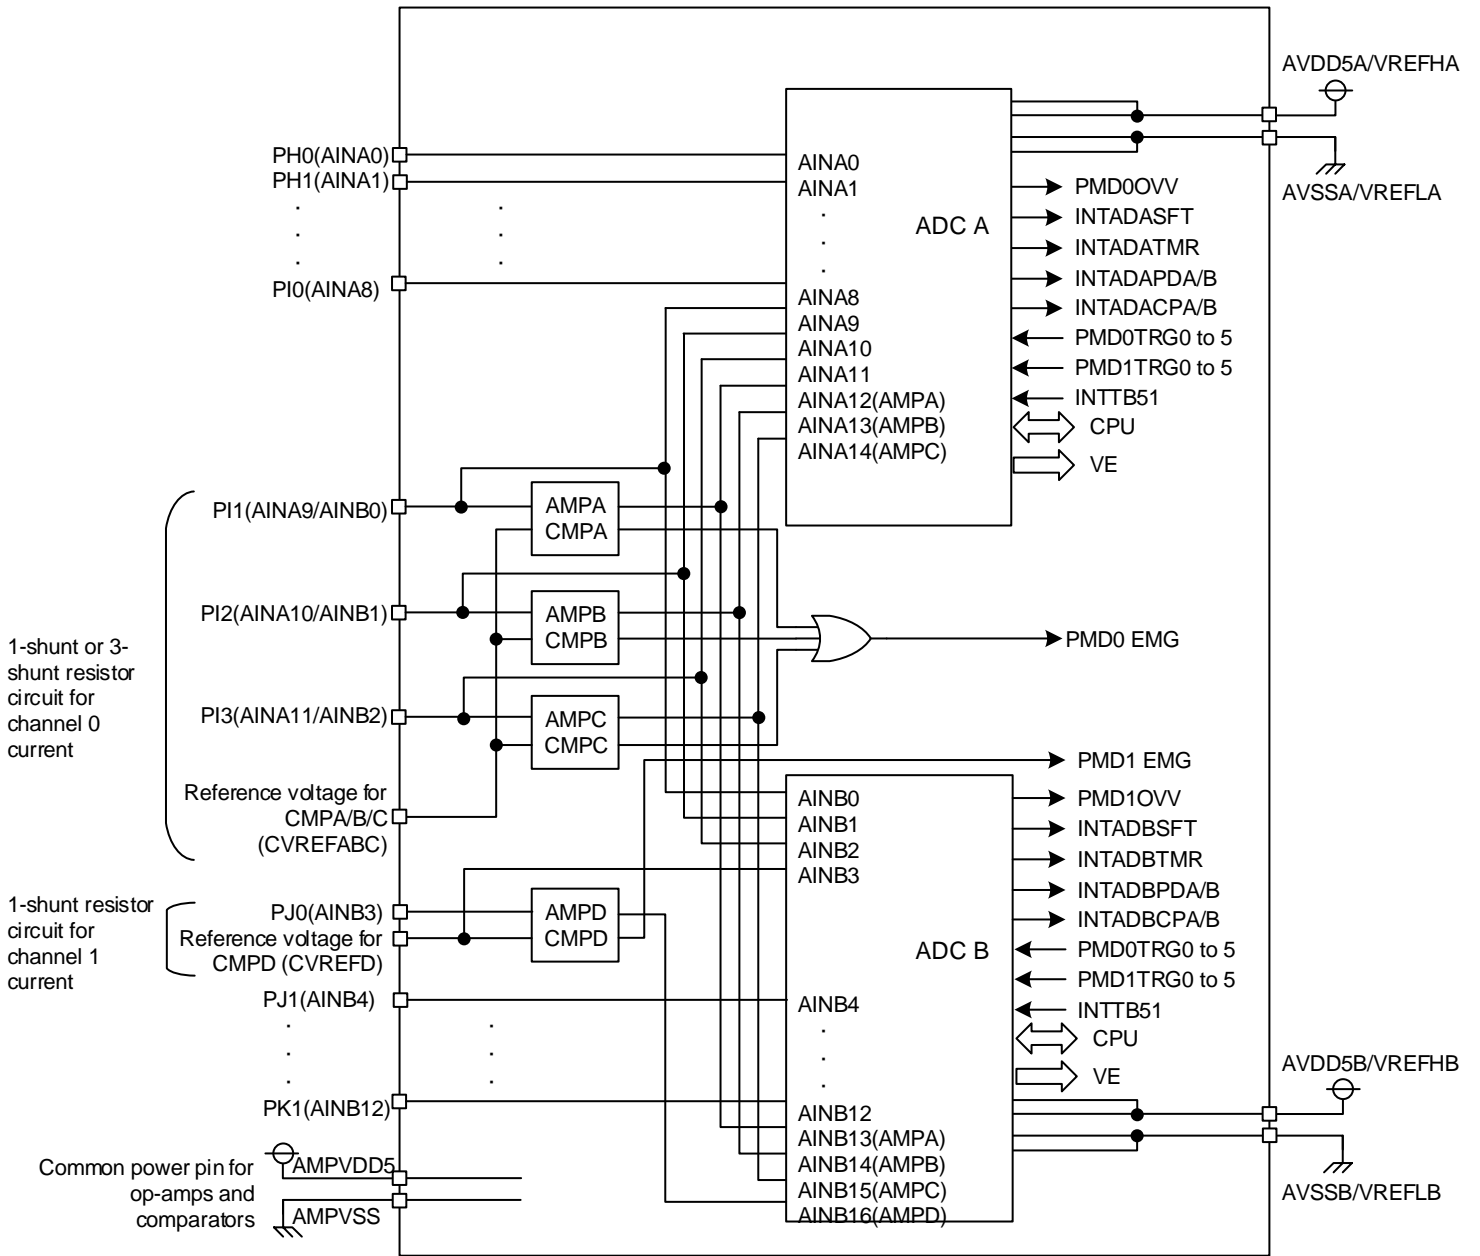 AVDD5A/VREFHA
AVSSA/VREFLA
PH0(AINA0)
PH1(AINA1)
PI0(AINA8)
AINA0
AINA1
AINA8
AINA9
AINA10
AINA11
AINA12(AMPA)
AINA13(AMPB)
AINA14(AMPC)
ADC A
PMD0OVV
INTADASFT
INTADATMR
INTADAPDA/B
INTADACPA/B
PMD0TRG0 to 5
PMD1TRG0 to 5
INTTB51
CPU
VE
1-shunt or 3-
shunt resistor
circuit for
channel 0
current
PI1(AINA9/AINB0)
PI2(AINA10/AINB1)
PI3(AINA11/AINB2)
Reference voltage for
CMPA/B/C
(CVREFABC)
AMPA
CMPA
AMPB
CMPB
AMPC
CMPC
PMD0 EMG
PMD1 EMG
1-shunt resistor
circuit for
channel 1
current
PJ0(AINB3)
Reference voltage for
CMPD (CVREFD)
AMPD
CMPD
PJ1(AINB4)
PK1(AINB12)
AINB0
AINB1
AINB2
AINB3
AINB4
AINB12
AINB13(AMPA)
AINB14(AMPB)
AINB15(AMPC)
AINB16(AMPD)
ADC B
PMD1OVV
INTADBSFT
INTADBTMR
INTADBPDA/B
INTADBCPA/B
PMD0TRG0 to 5
PMD1TRG0 to 5
INTTB51
CPU
VE
AVDD5B/VREFHB
AVSSB/VREFLB
Common power pin for
op-amps and
comparators
AMPVDD5
AMPVSS